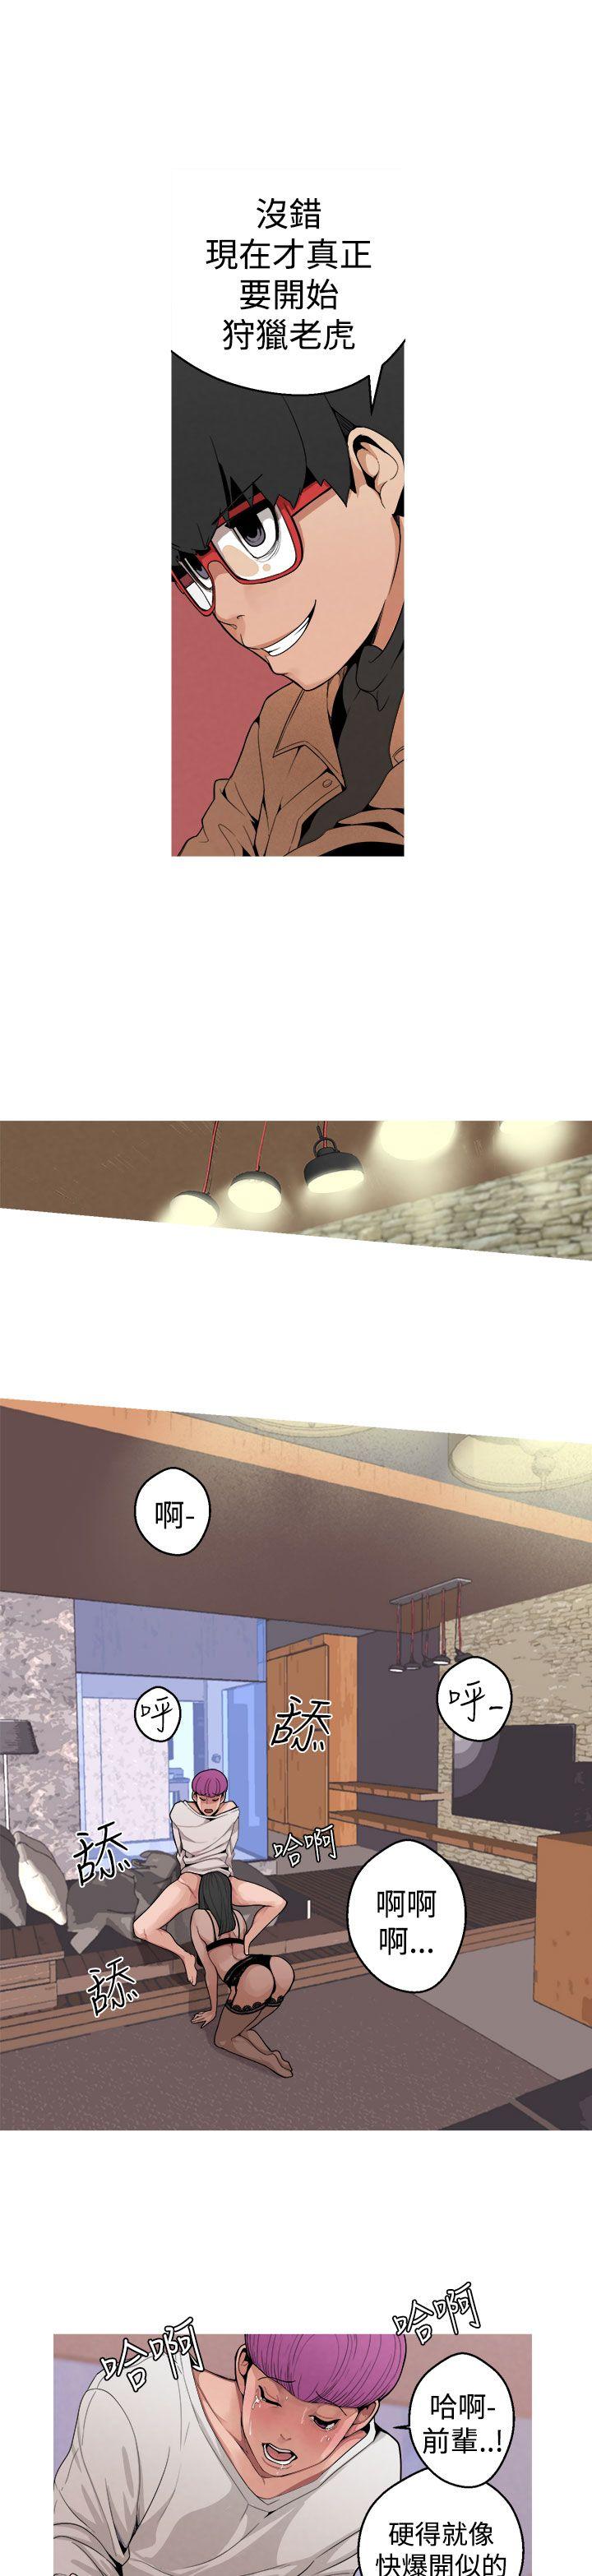 沒錯
現在才真正
要開始
狩獵老虎
啊-
呼
舔
呼-
舔
哈啊
啊啊
啊...
舔
哈啊
哈啊
哈啊-
前輩..!
硬得就像
快爆開似的